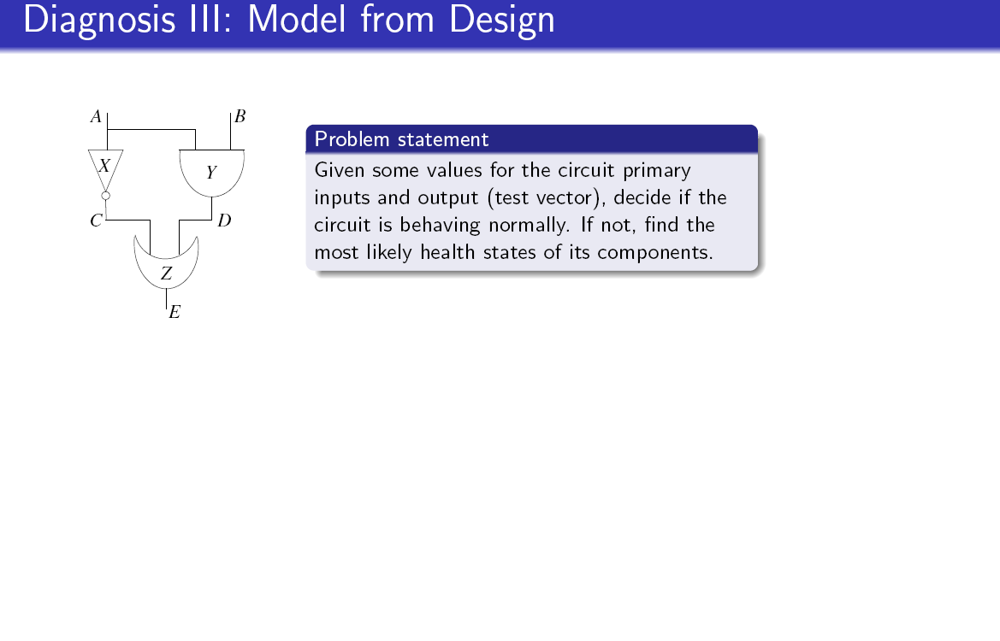 Diagnosis III: Model from Design
A
B
X
Y
C
D
Z
E
Problem statement
Given some values for the circuit primary
inputs and output (test vector), decide if the
circuit is behaving normally. If not, find the
most likely health states of its components.